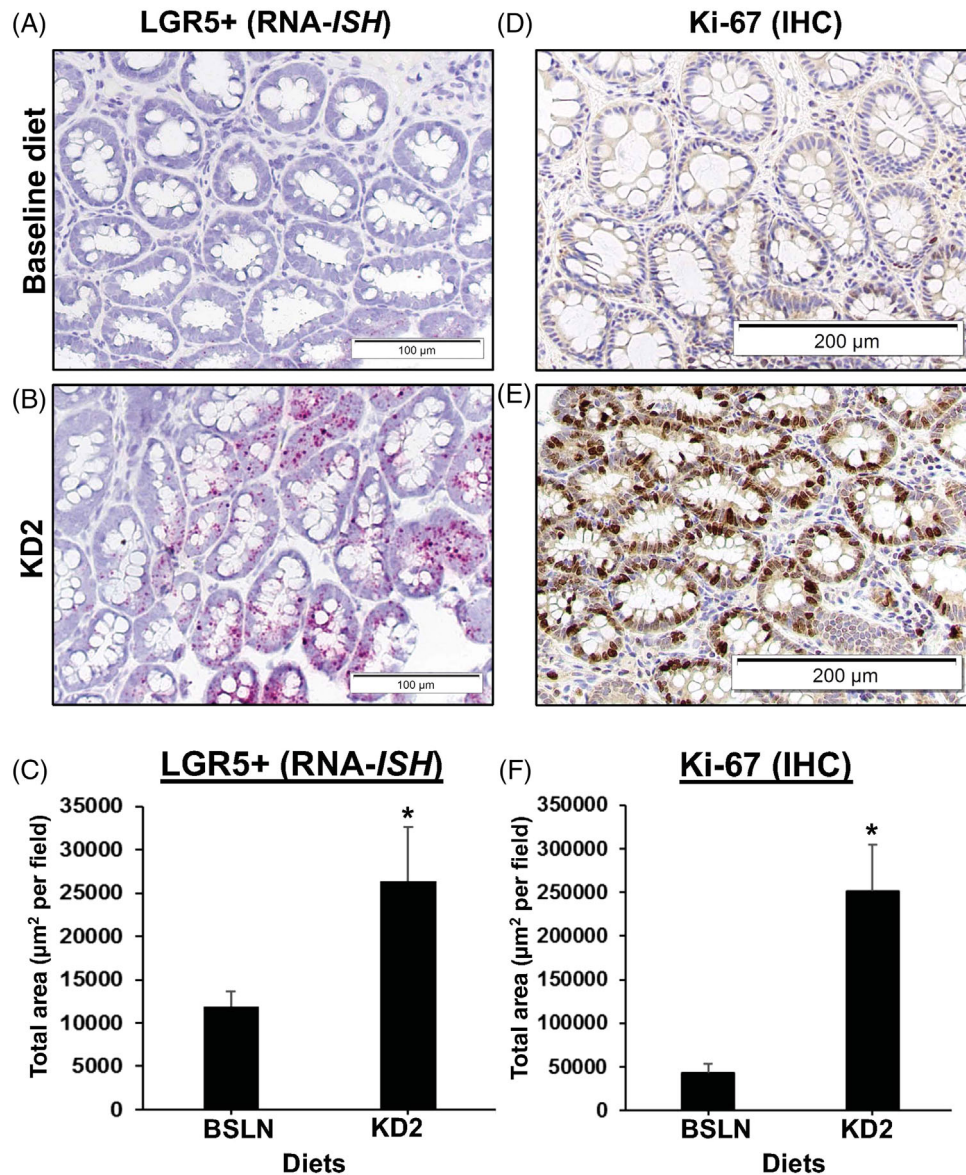 (A)
LGR5+ (RNA-ISH)
(D)
Ki-67 (IHC)
Baseline diet
100 µm
200 µm
(B)
(E)
KD2
100 µm
200 µm
(C)
LGR5+ (RNA-ISH)
Total area (µm² per field)
35000
30000
25000
20000
15000
10000
5000
0
*
BSLN
KD2
Diets
(F)
Ki-67 (IHC)
Total area (µm² per field)
350000
300000
250000
200000
150000
100000
50000
0
*
BSLN
KD2
Diets